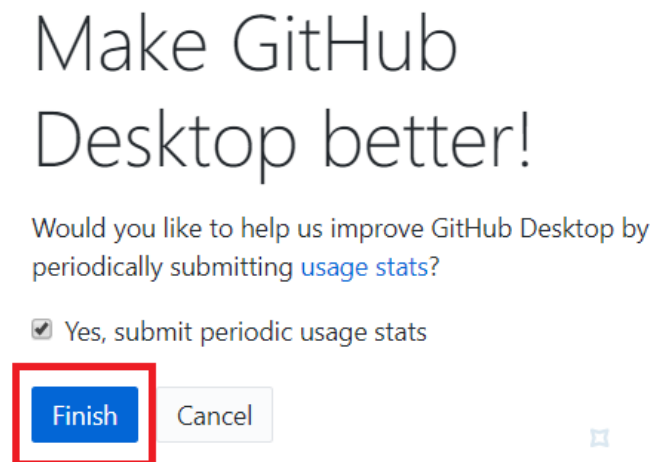 Make GitHub
Desktop better!
Would you like to help us improve GitHub Desktop by
periodically submitting usage stats?
Yes, submit periodic usage stats
Finish
Cancel